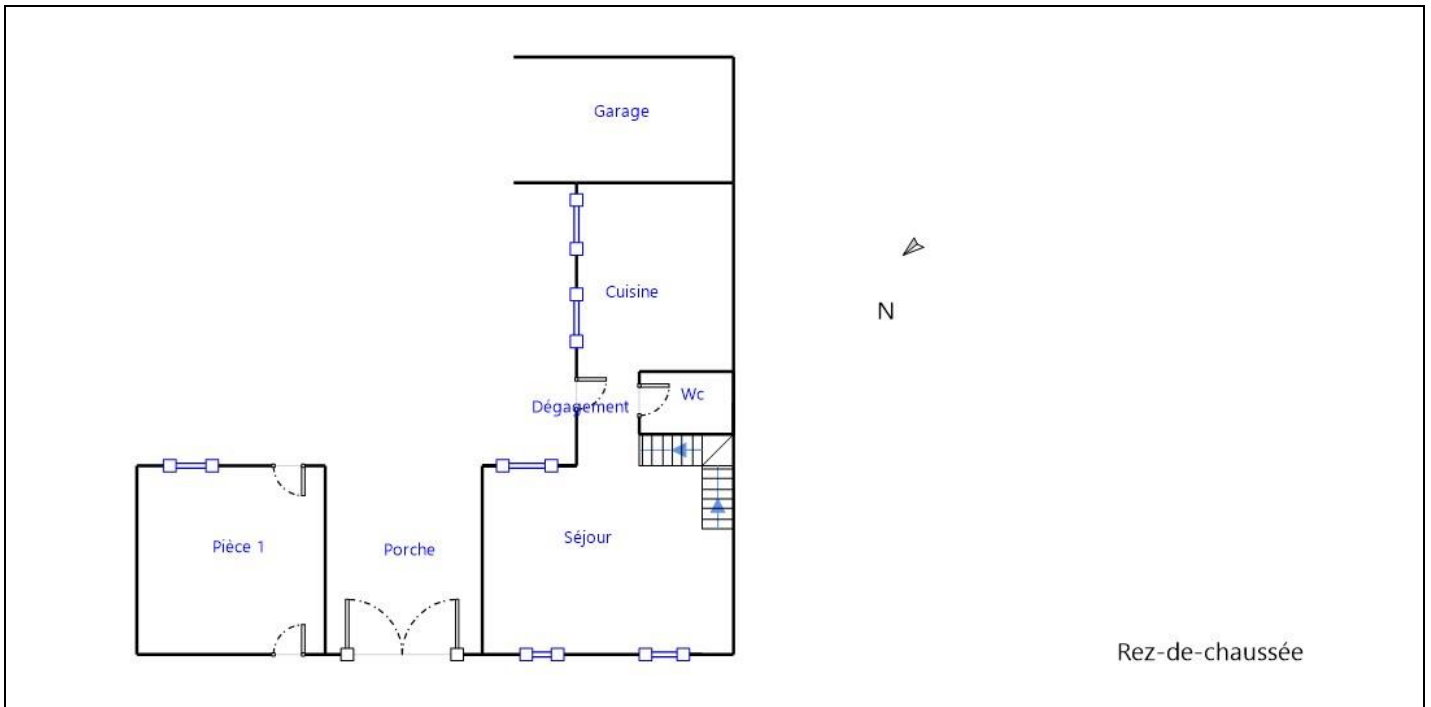 Garage
Cuisine
N
Wc
Dégagement
Séjour
Pièce 1
Porche
Rez-de-chaussée